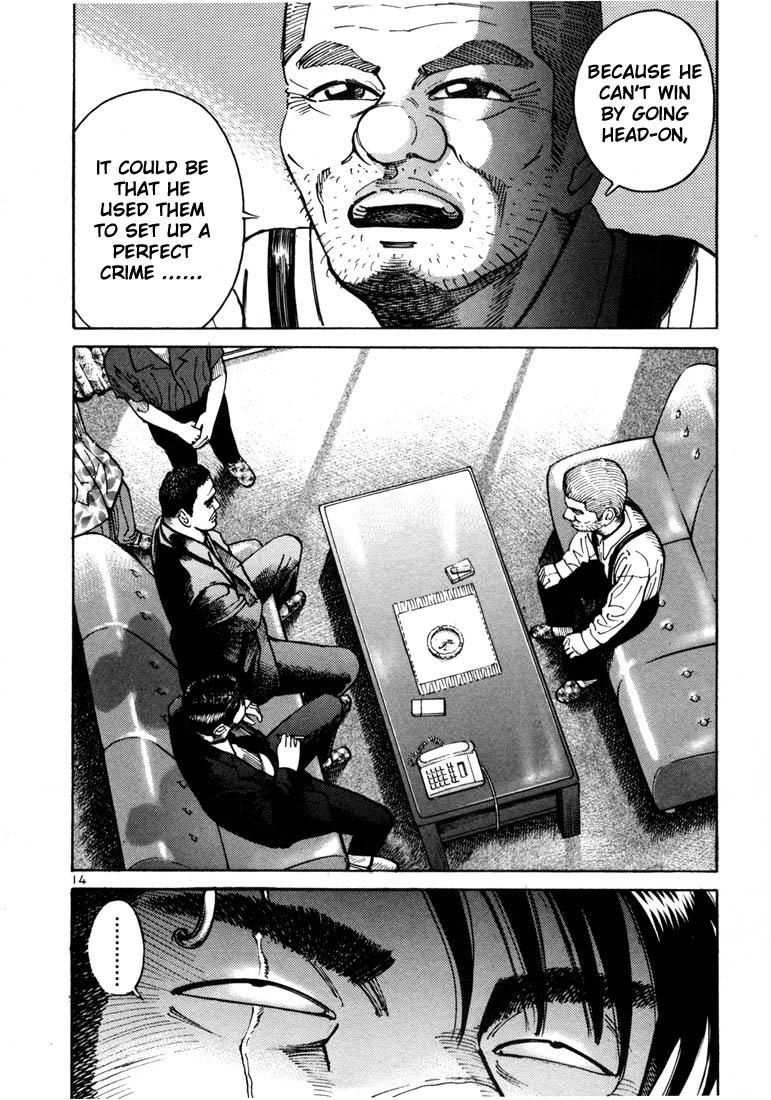 BECAUSE HE
CAN'T WIN
BY GOING
HEAD-ON,
IT COULD BE
THAT HE
USED THEM
TO SET UP A
PERFECT
CRIME ......
14
.........